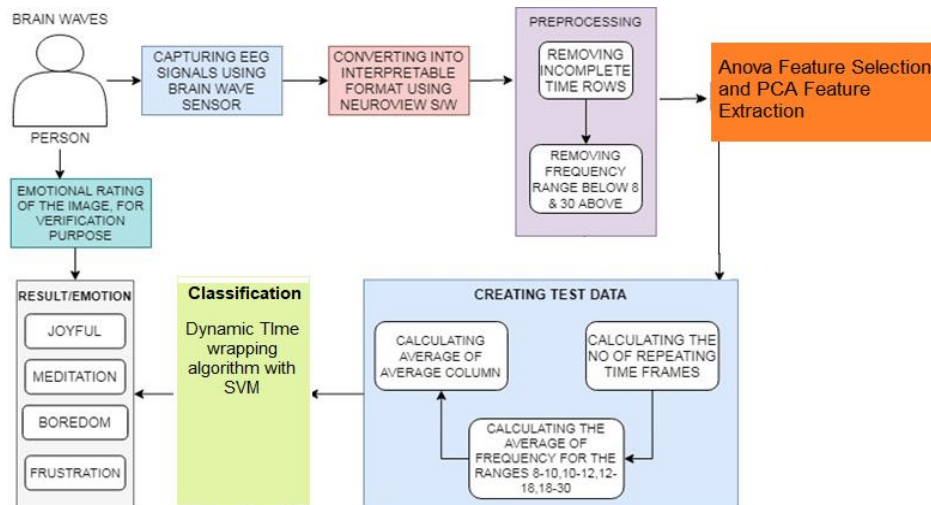 BRAIN WAVES
PERSON
CAPTURING EEG
SIGNALS USING
BRAIN WAVE
SENSOR
CONVERTING INTO
INTERPRETABLE
FORMAT USING
NEUROVIEW S/W
PREPROCESSING
REMOVING
INCOMPLETE
TIME ROWS
REMOVING
FREQUENCY
RANGE BELOW 8
& 30 ABOVE
Anova Feature Selection
and PCA Feature
Extraction
EMOTIONAL RATING
OF THE IMAGE, FOR
VERIFICATION
PURPOSE
CREATING TEST DATA
CALCULATING THE
NO OF REPEATING
TIME FRAMES
CALCULATING THE
AVERAGE OF
FREQUENCY FOR THE
RANGES 8-10,10-12,12-
18,18-30
CALCULATING
AVERAGE OF
AVERAGE COLUMN
Classification
Dynamic TIme
wrapping
algorithm with
SVM
RESULT/EMOTION
JOYFUL
MEDITATION
BOREDOM
FRUSTRATION